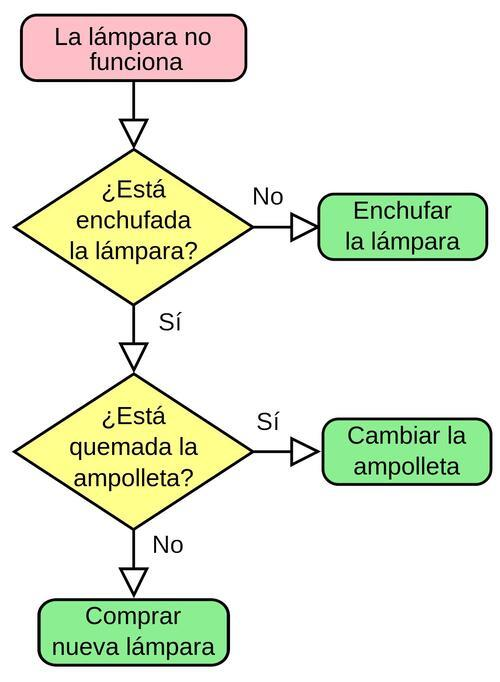 La lámpara no
funciona
¿Está
enchufada
la lámpara?
No
Enchufar
la lámpara
Sí
¿Está
quemada la
ampolleta?
Sí
Cambiar la
ampolleta
No
Comprar
nueva lámpara